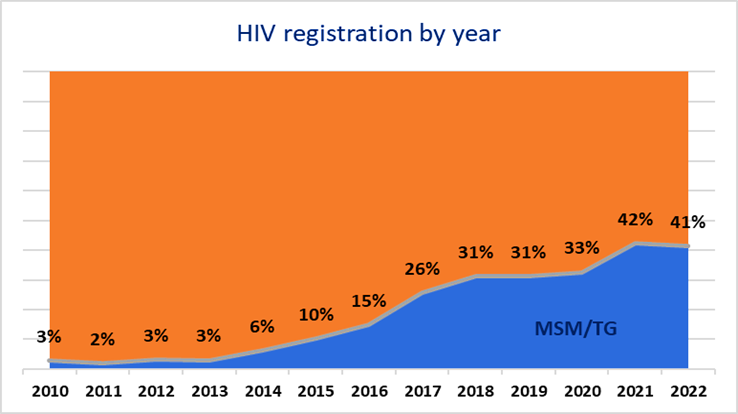 HIV registration by year
3% 2% 3% 3% 6% 10% 15% 26% 31% 31% 33% 42% 41%
MSM/TG
2010 2011 2012 2013 2014 2015 2016 2017 2018 2019 2020 2021 2022